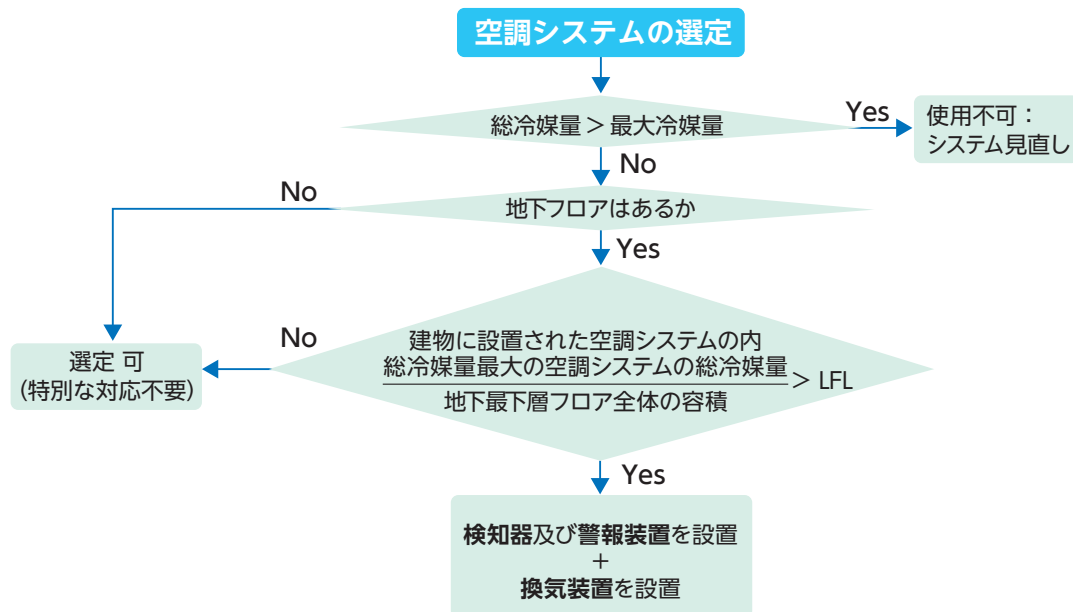 空調システムの選定
総冷媒量 > 最大冷媒量
Yes
使用不可：
システム見直し
No
地下フロアはあるか
No
Yes
建物に設置された空調システムの内
総冷媒量最大の空調システムの総冷媒量
地下最下層フロア全体の容積
> LFL
No
選定 可
(特別な対応不要)
Yes
検知器及び警報装置を設置
+
換気装置を設置